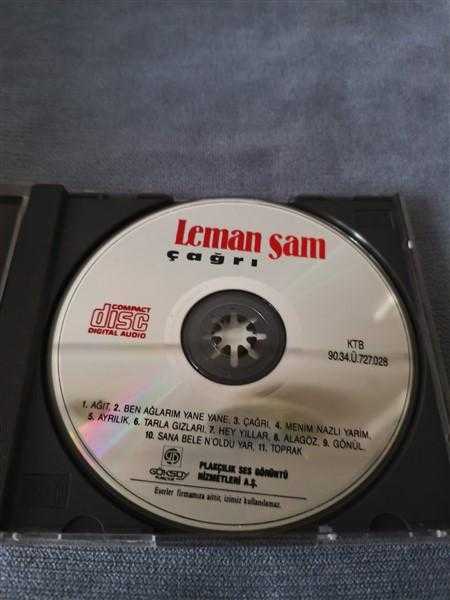 Leman Sam
çağrı
COMPACT
disc
DIGITAL AUDIO
KTB
90.34.Ü.727.028
1. AĞIT, 2. BEN AĞLARIM YANE YANE, 3. ÇAĞRI, 4. MENİM NAZLI YARİM,
5. AYRILIK, 6. TARLA GIZLARI, 7. HEY YILLAR, 8. ALAGÖZ, 9. GÖNÜL,
10. SANA BELE N'OLDU YAR, 11. TOPRAK
GÖKSOY
PLAKÇILIK SES GÖRÜNTÜ
HİZMETLERİ A.Ş.
Eserler firmamıza aittir, izinsiz kullanılamaz.